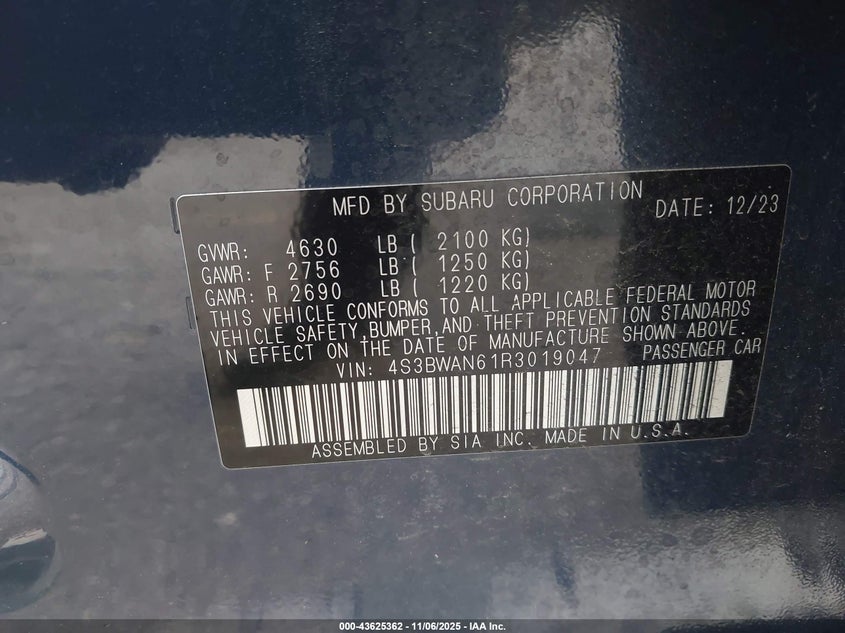 MFD BY SUBARU CORPORATION DATE: 12/23
GVWR: 4630 LB ( 2100 KG)
GAWR: F 2756 LB ( 1250 KG)
GAWR: R 2690 LB ( 1220 KG)
THIS VEHICLE CONFORMS TO ALL APPLICABLE FEDERAL MOTOR
VEHICLE SAFETY,BUMPER,AND THEFT PREVENTION STANDARDS
IN EFFECT ON THE DATE OF MANUFACTURE SHOWN ABOVE.
VIN: 4S3BWAN61R3019047 PASSENGER CAR
ASSEMBLED BY SIA INC. MADE IN U.S.A.
000-43625362 - 11/06/2025 - IAA Inc.